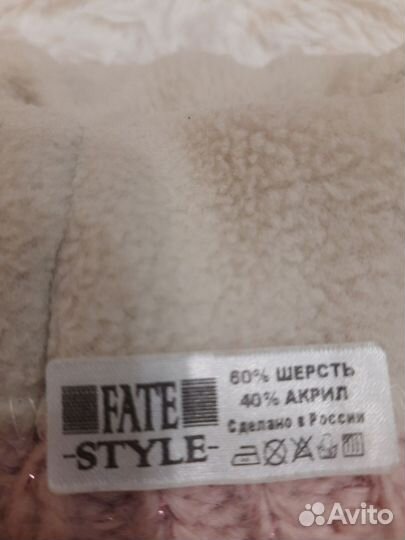 FATE
-STYLE-
60% ШЕРСТЬ
40% АКРИЛ
Сделано в России
Avito